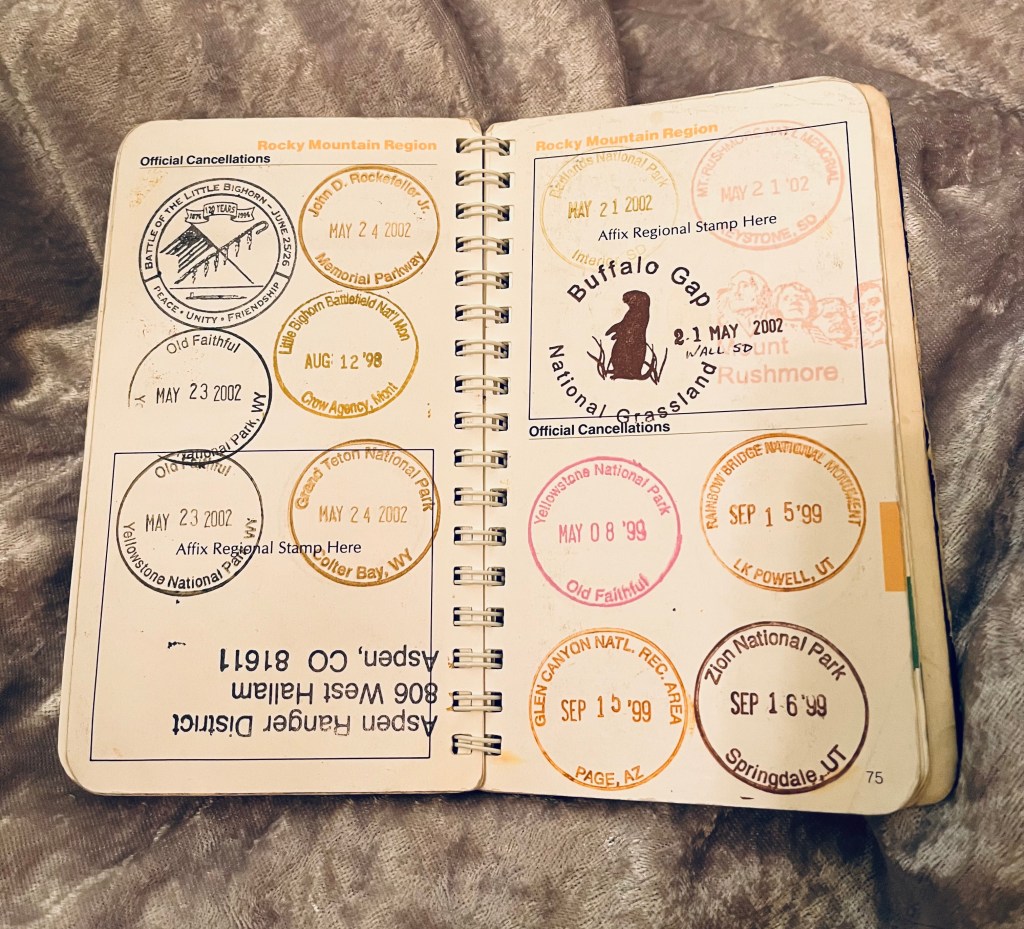 Rocky Mountain Region
Official Cancellations
BATTLE OF THE LITTLE BIGHORN - JUNE 25/26
120 YEARS
1876 1996
PEACE • UNITY • FRIENDSHIP
John D. Rockefeller Jr.
MAY 24 2002
Memorial Parkway
Little Bighorn Battlefield Nat'l Mon
AUG 12 '98
Crow Agency, Mont
Old Faithful
MAY 23 2002
National Park, WY
Old Faithful
MAY 23 2002
Yellowstone National Park WY
Grand Teton National Park
MAY 24 2002
Colter Bay, WY
Affix Regional Stamp Here
Aspen Ranger District
806 West Hallam
Aspen, CO 81611
Rocky Mountain Region
Badlands National Park
MAY 21 2002
Interior, SD
MT. RUSHMORE NAT'L MEMORIAL
MAY 21 '02
KEYSTONE, SD
Affix Regional Stamp Here
Buffalo Gap
21 MAY 2002
WALL SD
National Grassland
Mount
Rushmore
Official Cancellations
Yellowstone National Park
MAY 08 '99
Old Faithful
RAINBOW BRIDGE NATIONAL MONUMENT
SEP 15 '99
LK POWELL, UT
GLEN CANYON NATL. REC. AREA
SEP 15 '99
PAGE, AZ
Zion National Park
SEP 16 '99
Springdale, UT
75